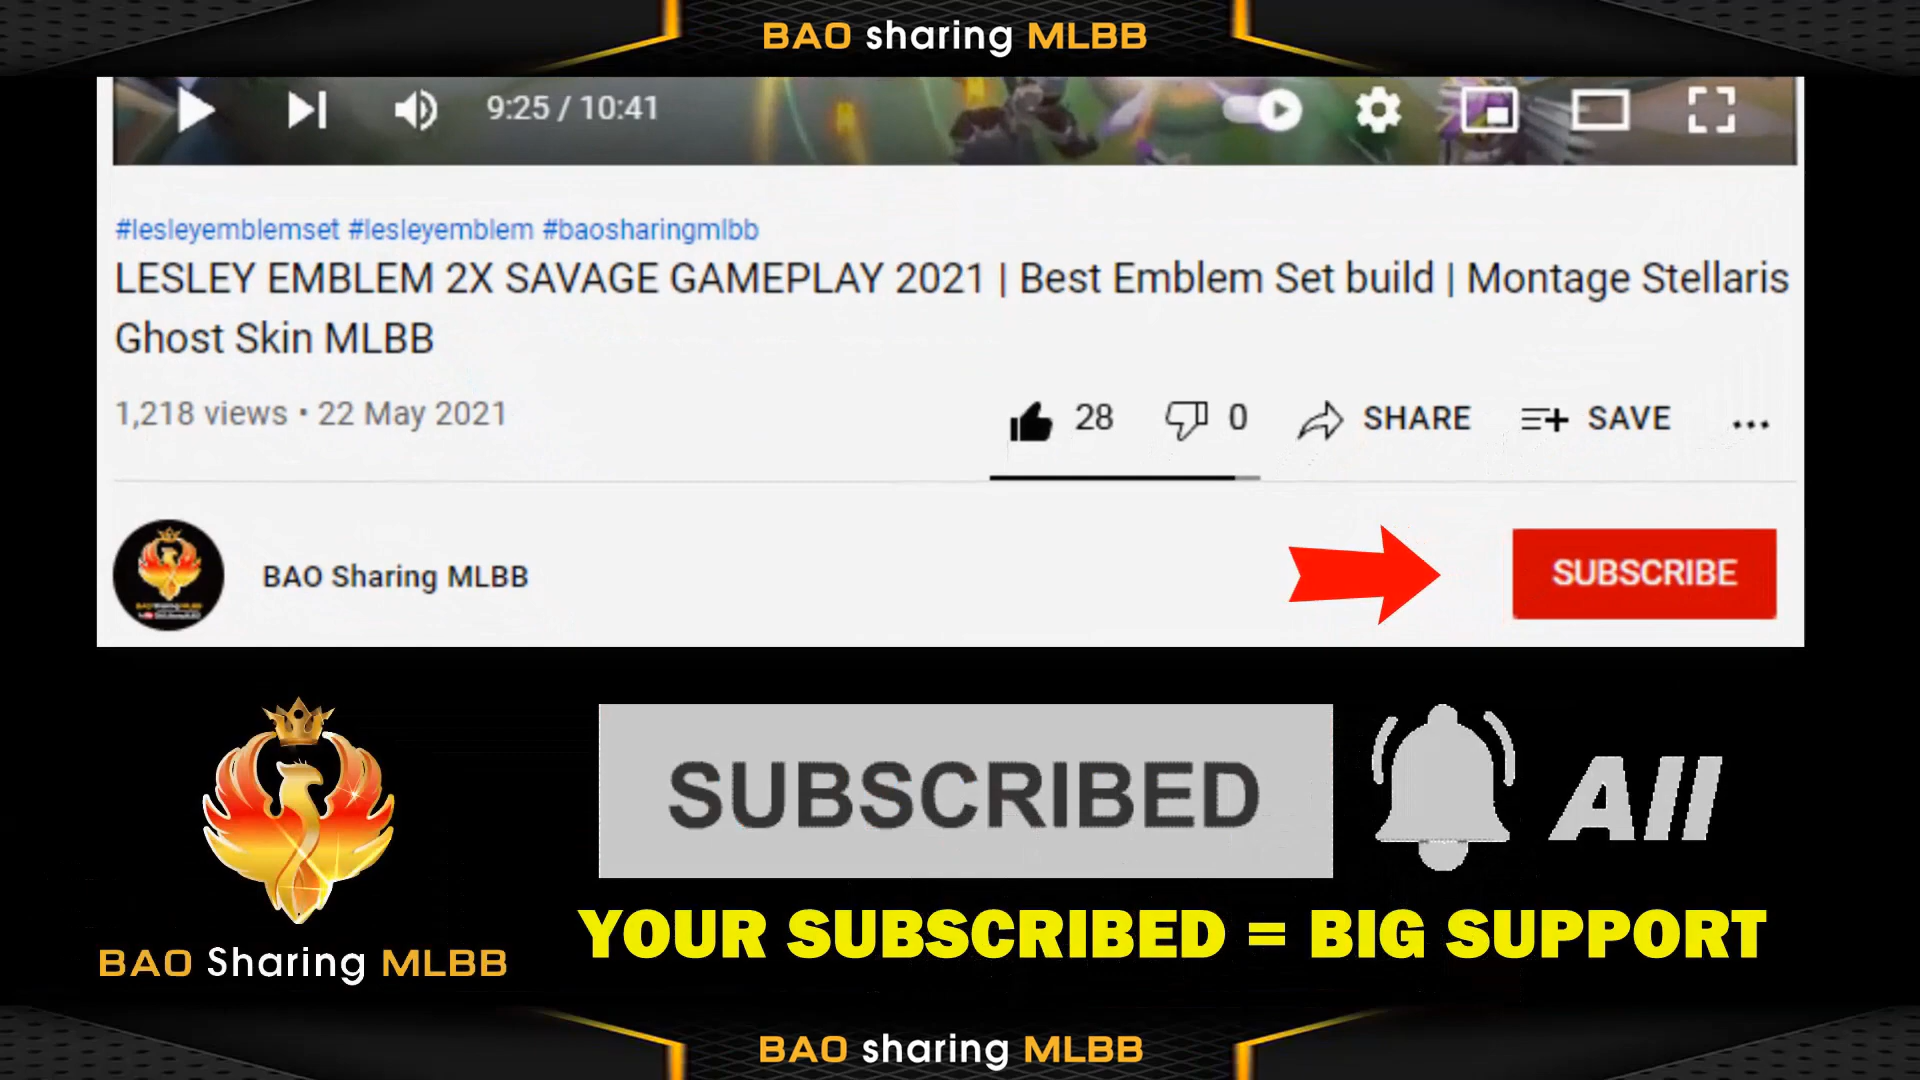 BAO sharing MLBB
9:25 / 10:41
#lesleyemblemset #lesleyemblem #baosharingmlbb
LESLEY EMBLEM 2X SAVAGE GAMEPLAY 2021 | Best Emblem Set build | Montage Stellaris
Ghost Skin MLBB
1,218 views • 22 May 2021
28 0 SHARE SAVE ...
BAO Sharing MLBB
SUBSCRIBE
SUBSCRIBED
All
YOUR SUBSCRIBED = BIG SUPPORT
BAO Sharing MLBB
BAO sharing MLBB